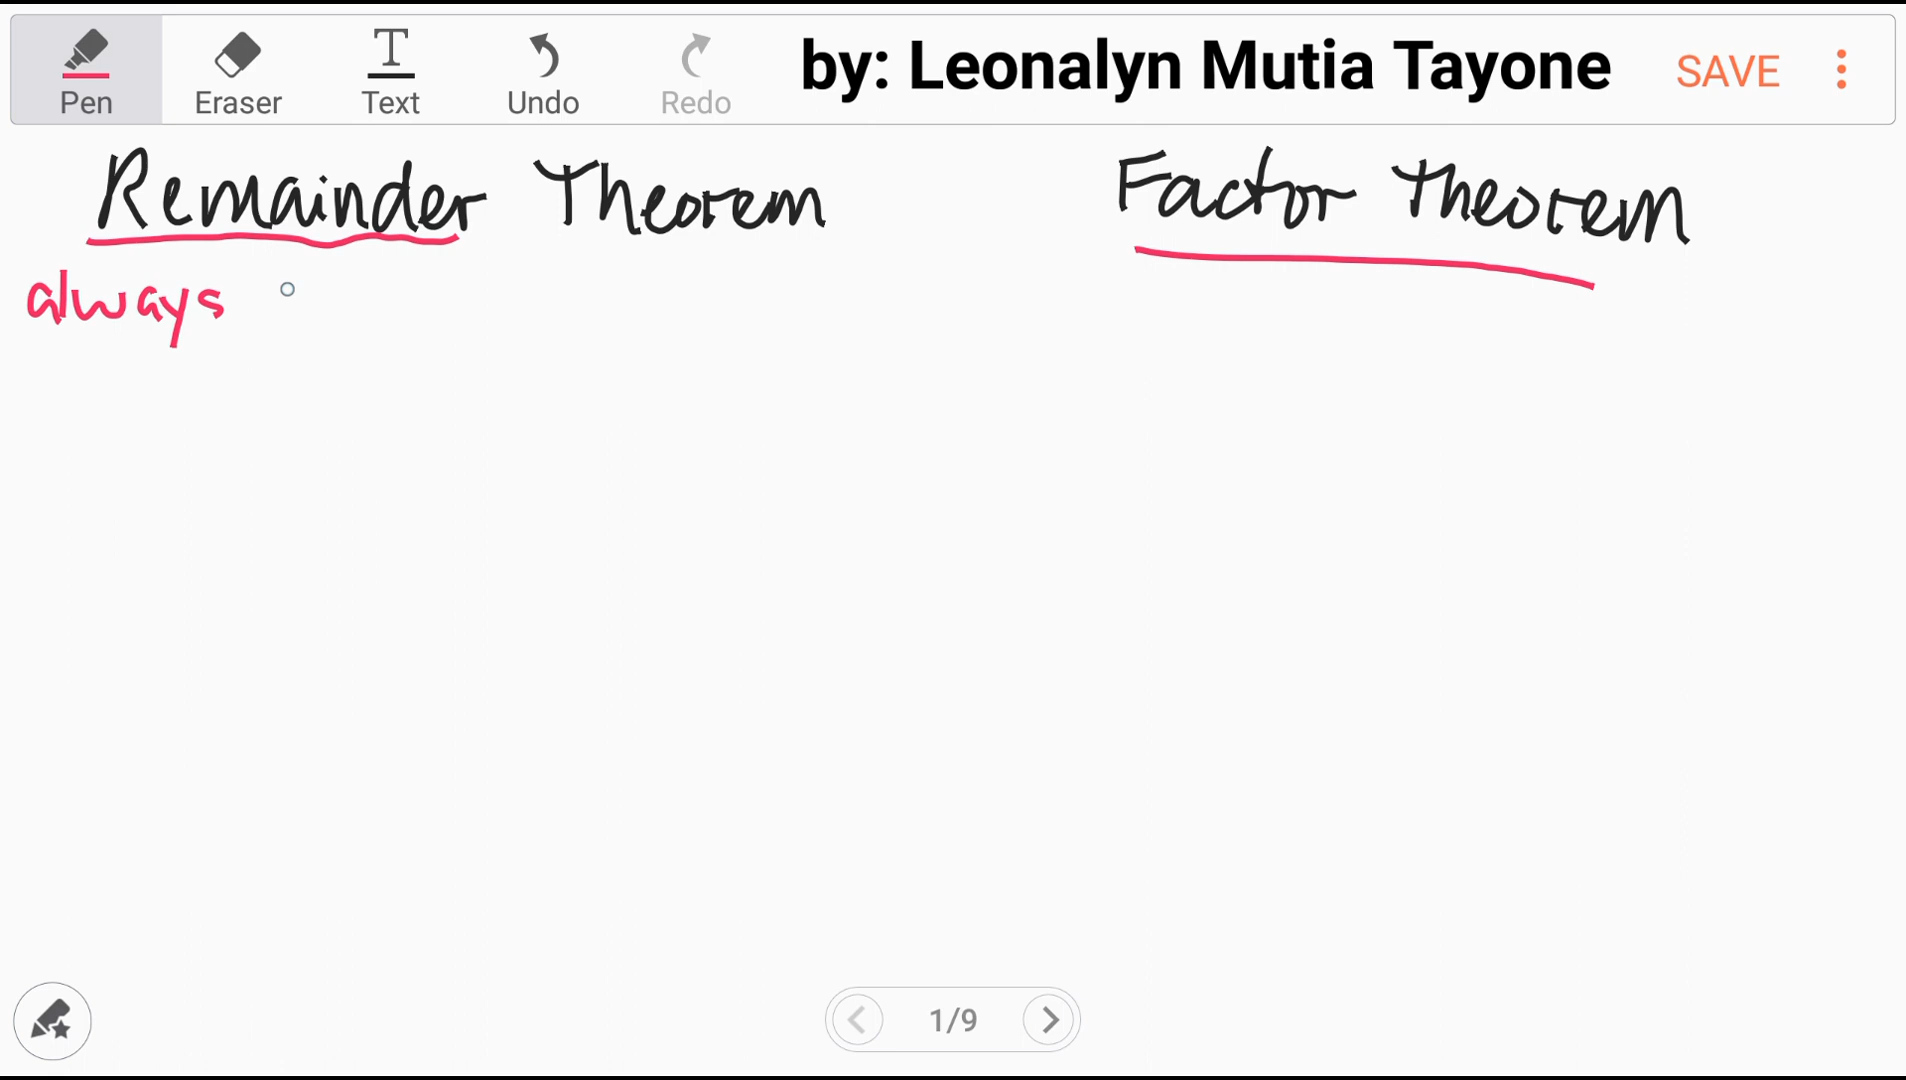 Pen Eraser Text Undo Redo by: Leonalyn Mutia Tayone SAVE
Remainder Theorem
Factor Theorem
always
1/9